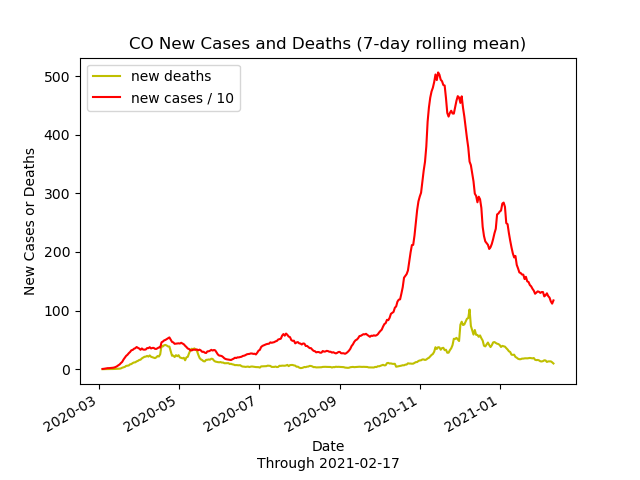 CO New Cases and Deaths (7-day rolling mean)
new deaths
new cases / 10
500
400
300
200
100
0
New Cases or Deaths
2020-03
2020-05
2020-07
2020-09
2020-11
2021-01
Date
Through 2021-02-17